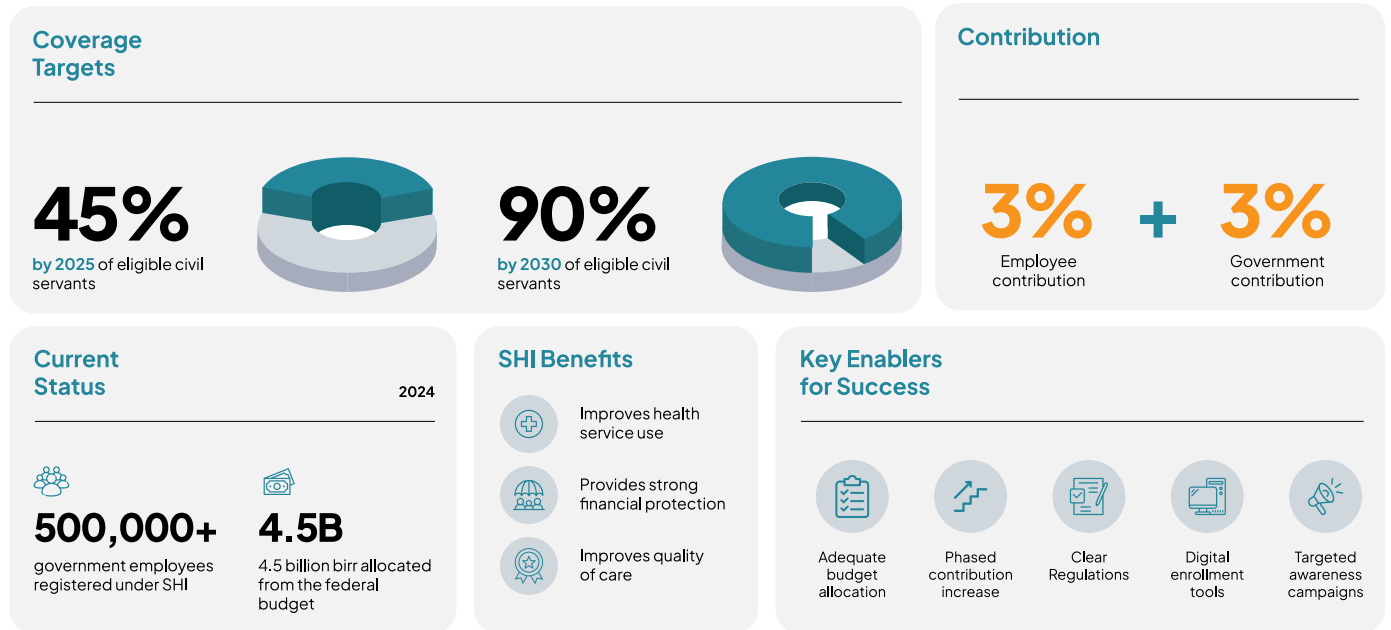 Coverage
Targets
45%
by 2025 of eligible civil
servants
90%
by 2030 of eligible civil
servants
Contribution
3%
Employee
contribution
+
3%
Government
contribution
Current
Status
2024
500,000+
government employees
registered under SHI
4.5B
4.5 billion birr allocated
from the federal
budget
SHI Benefits
Improves health
service use
Provides strong
financial protection
Improves quality
of care
Key Enablers
for Success
Adequate
budget
allocation
Phased
contribution
increase
Clear
Regulations
Digital
enrollment
tools
Targeted
awareness
campaigns